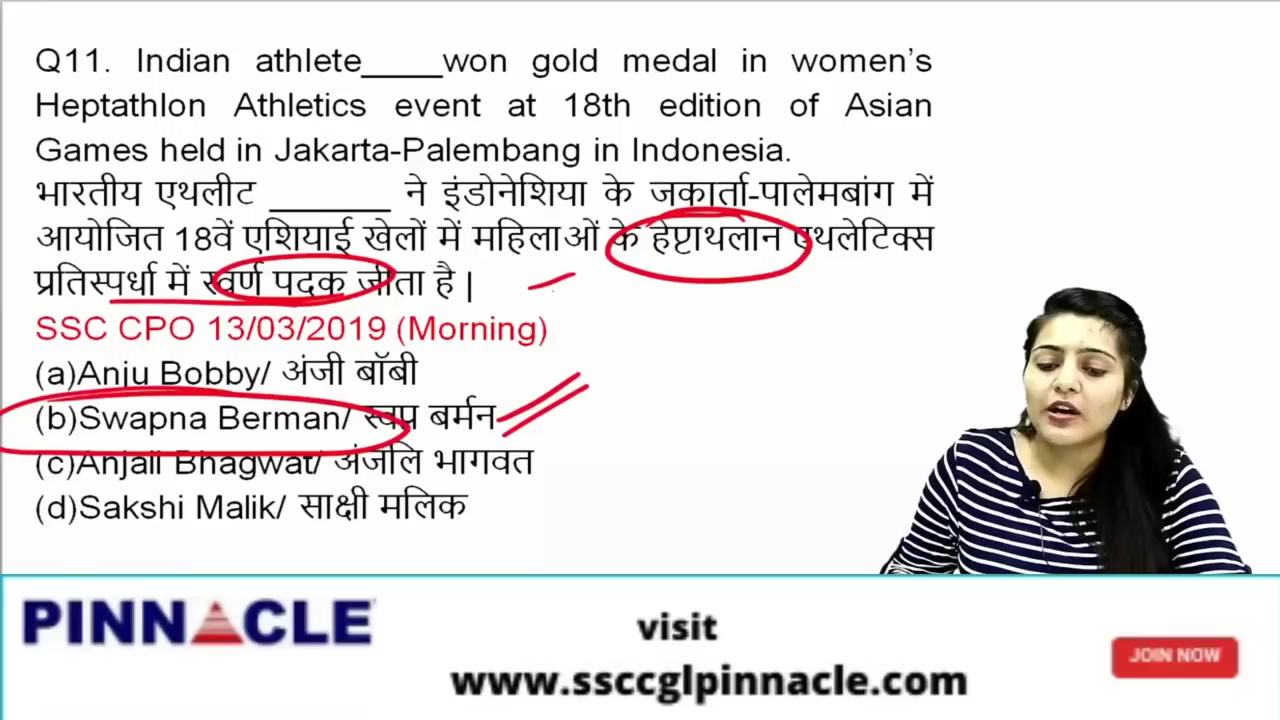 Q11. Indian athlete____won gold medal in women's
Heptathlon Athletics event at 18th edition of Asian
Games held in Jakarta-Palembang in Indonesia.
भारतीय एथलीट ______ ने इंडोनेशिया के जकार्ता-पालेमबांग में
आयोजित 18वें एशियाई खेलों में महिलाओं के हेप्टाथलान एथलेटिक्स
प्रतिस्पर्धा में स्वर्ण पदक जीता है |
SSC CPO 13/03/2019 (Morning)
(a)Anju Bobby/ अंजी बॉबी
(b)Swapna Berman/ स्वप्न बर्मन
(c)Anjali Bhagwat/ अंजलि भागवत
(d)Sakshi Malik/ साक्षी मलिक
PINNACLE
visit
www.ssccglpinnacle.com
JOIN NOW